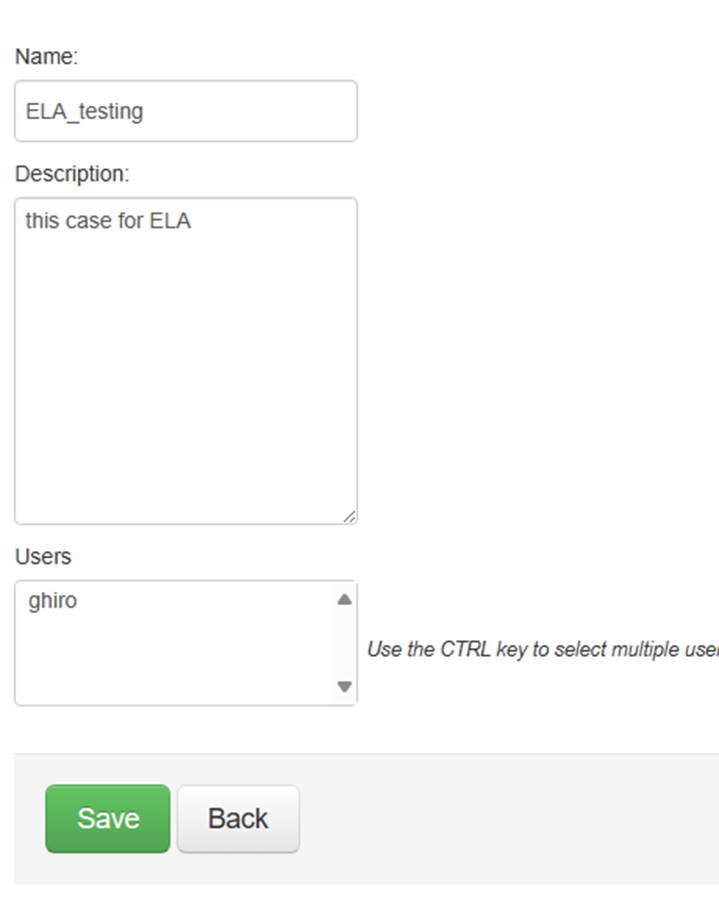 Name:
ELA_testing
Description:
this case for ELA
Users
ghiro
Use the CTRL key to select multiple user
Save
Back